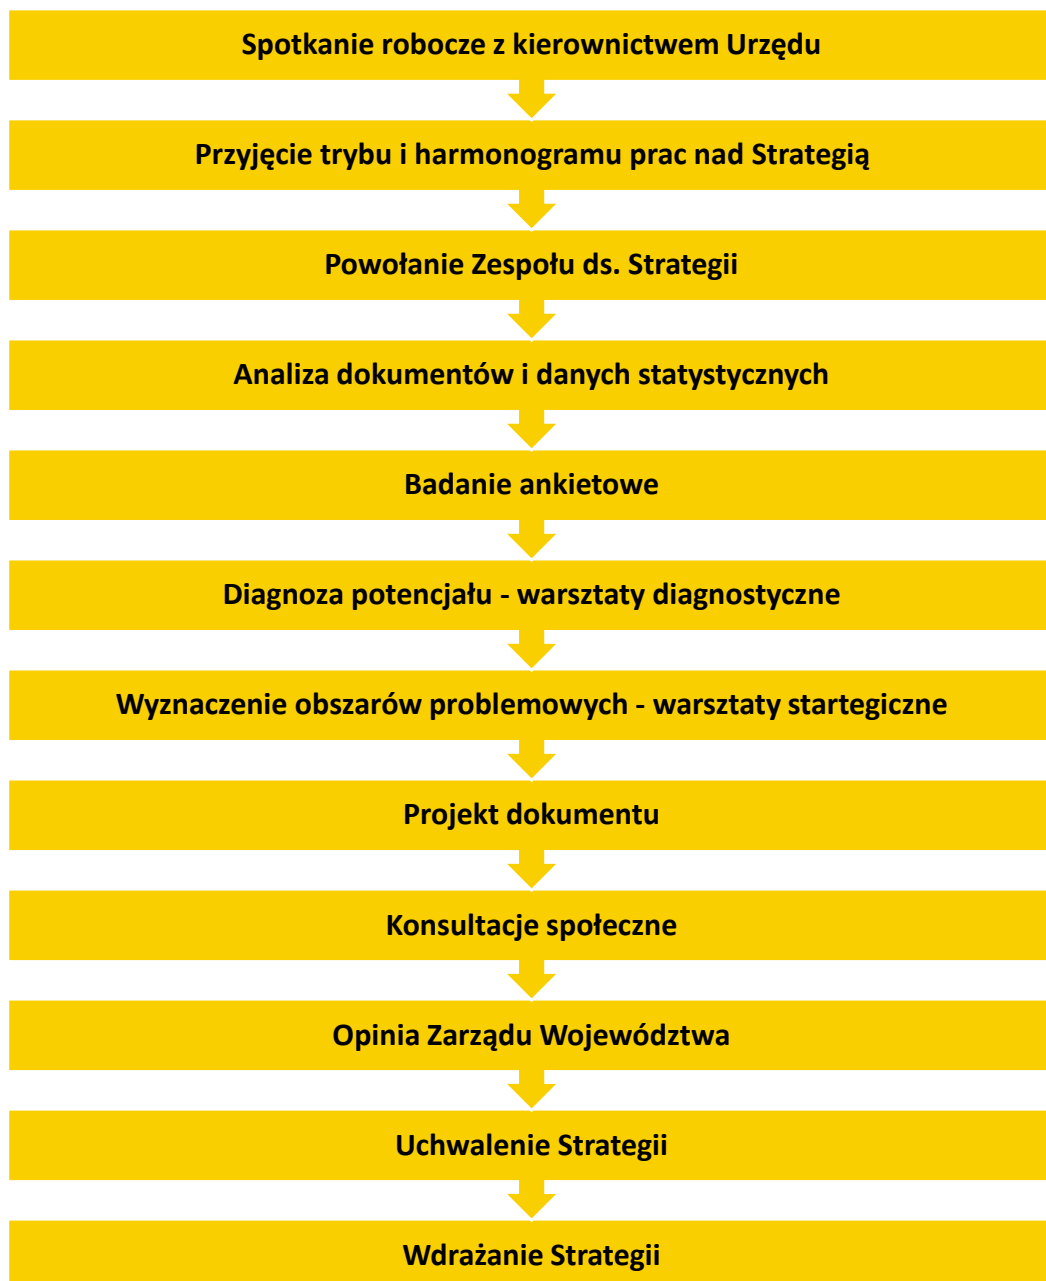 Spotkanie robocze z kierownictwem Urzędu
Przyjęcie trybu i harmonogramu prac nad Strategią
Powołanie Zespołu ds. Strategii
Analiza dokumentów i danych statystycznych
Badanie ankietowe
Diagnoza potencjału - warsztaty diagnostyczne
Wyznaczenie obszarów problemowych - warsztaty startegiczne
Projekt dokumentu
Konsultacje społeczne
Opinia Zarządu Województwa
Uchwalenie Strategii
Wdrażanie Strategii